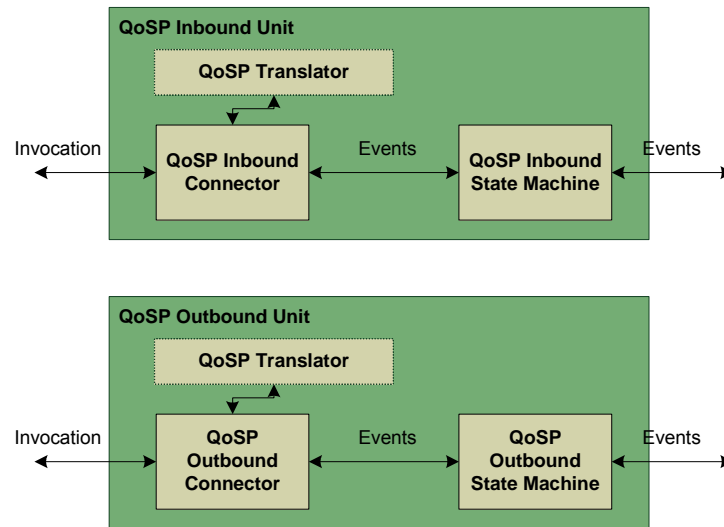 QoSP Inbound Unit
QoSP Translator
Invocation
QoSP Inbound
Connector
Events
QoSP Inbound
State Machine
Events
QoSP Outbound Unit
QoSP Translator
Invocation
QoSP
Outbound
Connector
Events
QoSP
Outbound
State Machine
Events